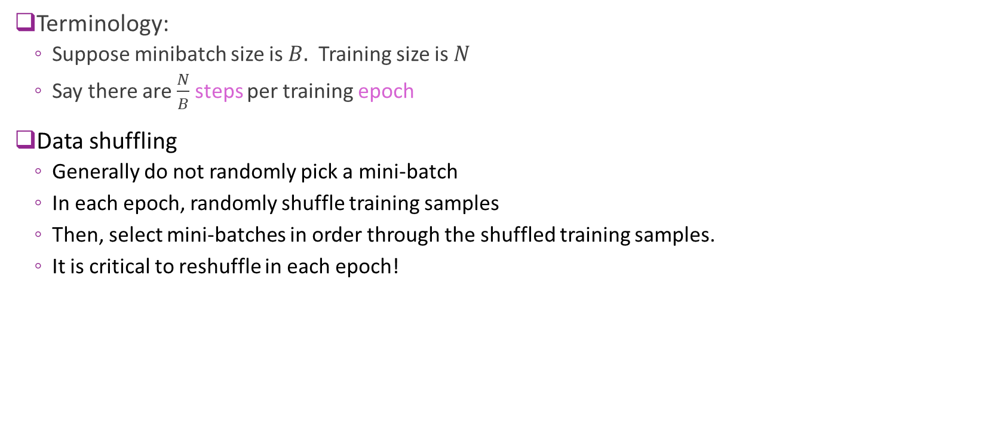 Terminology:
Suppose minibatch size is B. Training size is N
Say there are N/B steps per training epoch
Data shuffling
Generally do not randomly pick a mini-batch
In each epoch, randomly shuffle training samples
Then, select mini-batches in order through the shuffled training samples.
It is critical to reshuffle in each epoch!